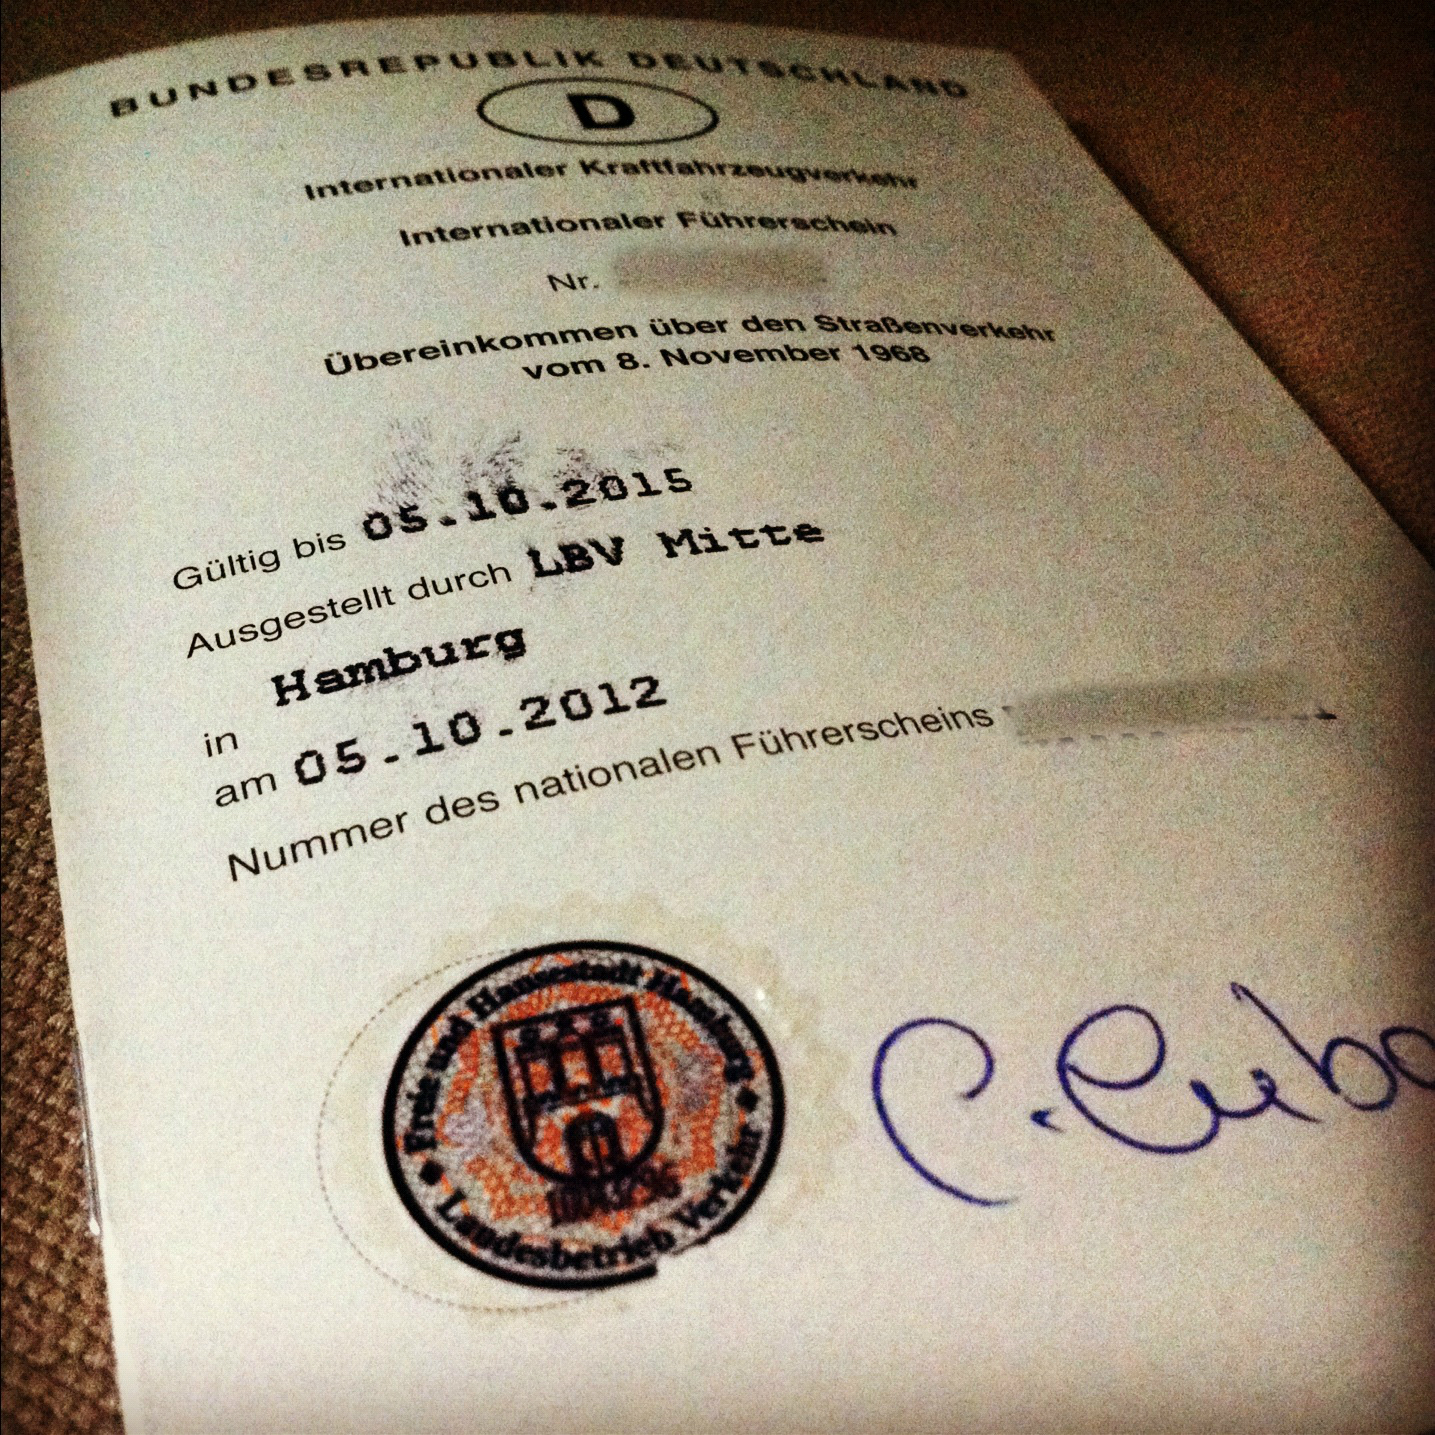 BUNDESREPUBLIK DEUTSCHLAND
D
Internationaler Kraftfahrzeugverkehr
Internationaler Führerschein
Nr.
Übereinkommen über den Straßenverkehr
vom 8. November 1968
Gültig bis 05.10.2015
Ausgestellt durch LBV Mitte
in Hamburg
am 05.10.2012
Nummer des nationalen Führerscheins
Freie und Hansestadt Hamburg
Landesbetrieb Verkehr